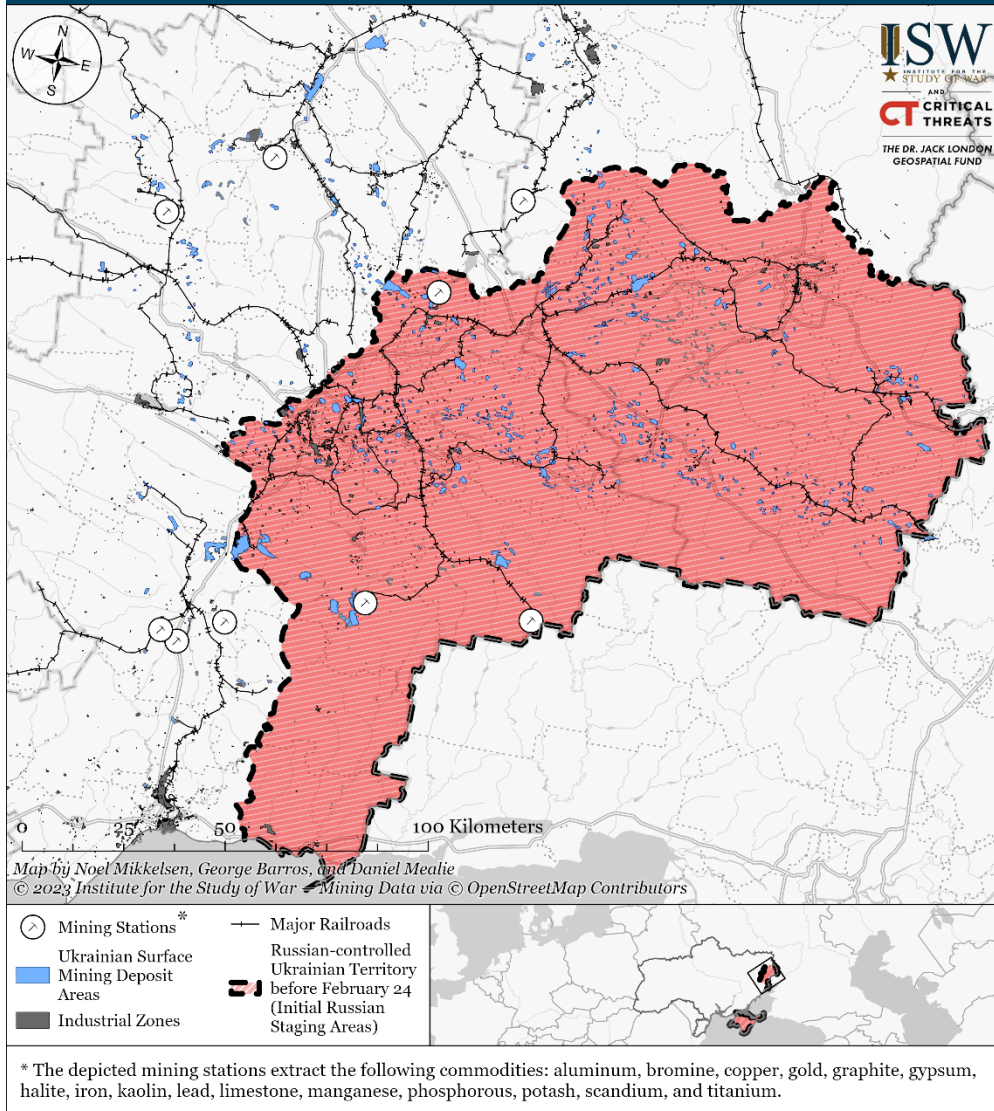 N
W E
S
ISW
INSTITUTE FOR THE
STUDY OF WAR
AND
CT CRITICAL
THREATS
THE DR. JACK LONDON
GEOSPATIAL FUND
0 25 50 100 Kilometers
Map by Noel Mikkelsen, George Barros, and Daniel Mealie
© 2023 Institute for the Study of War – Mining Data via © OpenStreetMap Contributors
Mining Stations*
Ukrainian Surface
Mining Deposit
Areas
Industrial Zones
Major Railroads
Russian-controlled
Ukrainian Territory
before February 24
(Initial Russian
Staging Areas)
* The depicted mining stations extract the following commodities: aluminum, bromine, copper, gold, graphite, gypsum,
halite, iron, kaolin, lead, limestone, manganese, phosphorous, potash, scandium, and titanium.